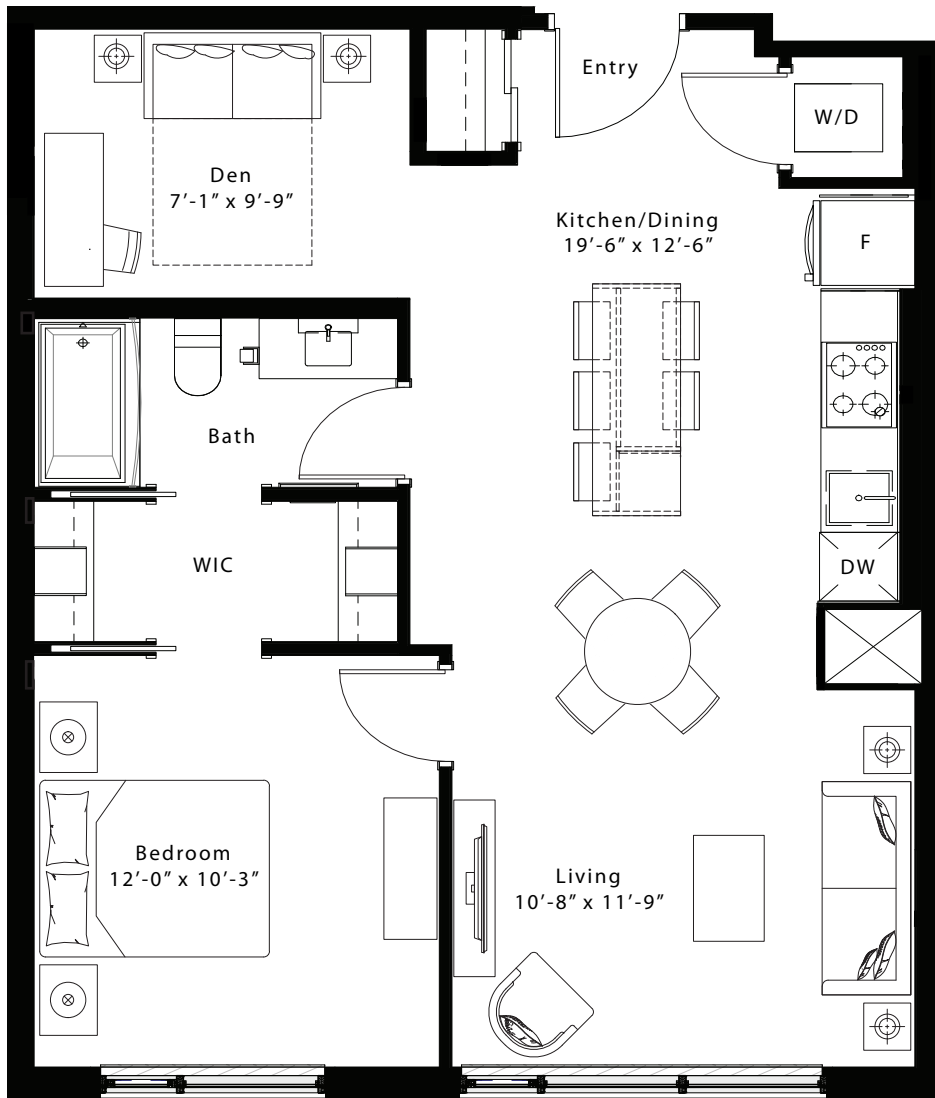 Entry
W/D
Den
7’-1” x 9’-9”
Kitchen/Dining
19’-6” x 12’-6”
F
Bath
WIC
DW
Bedroom
12’-0” x 10’-3”
Living
10’-8” x 11’-9”